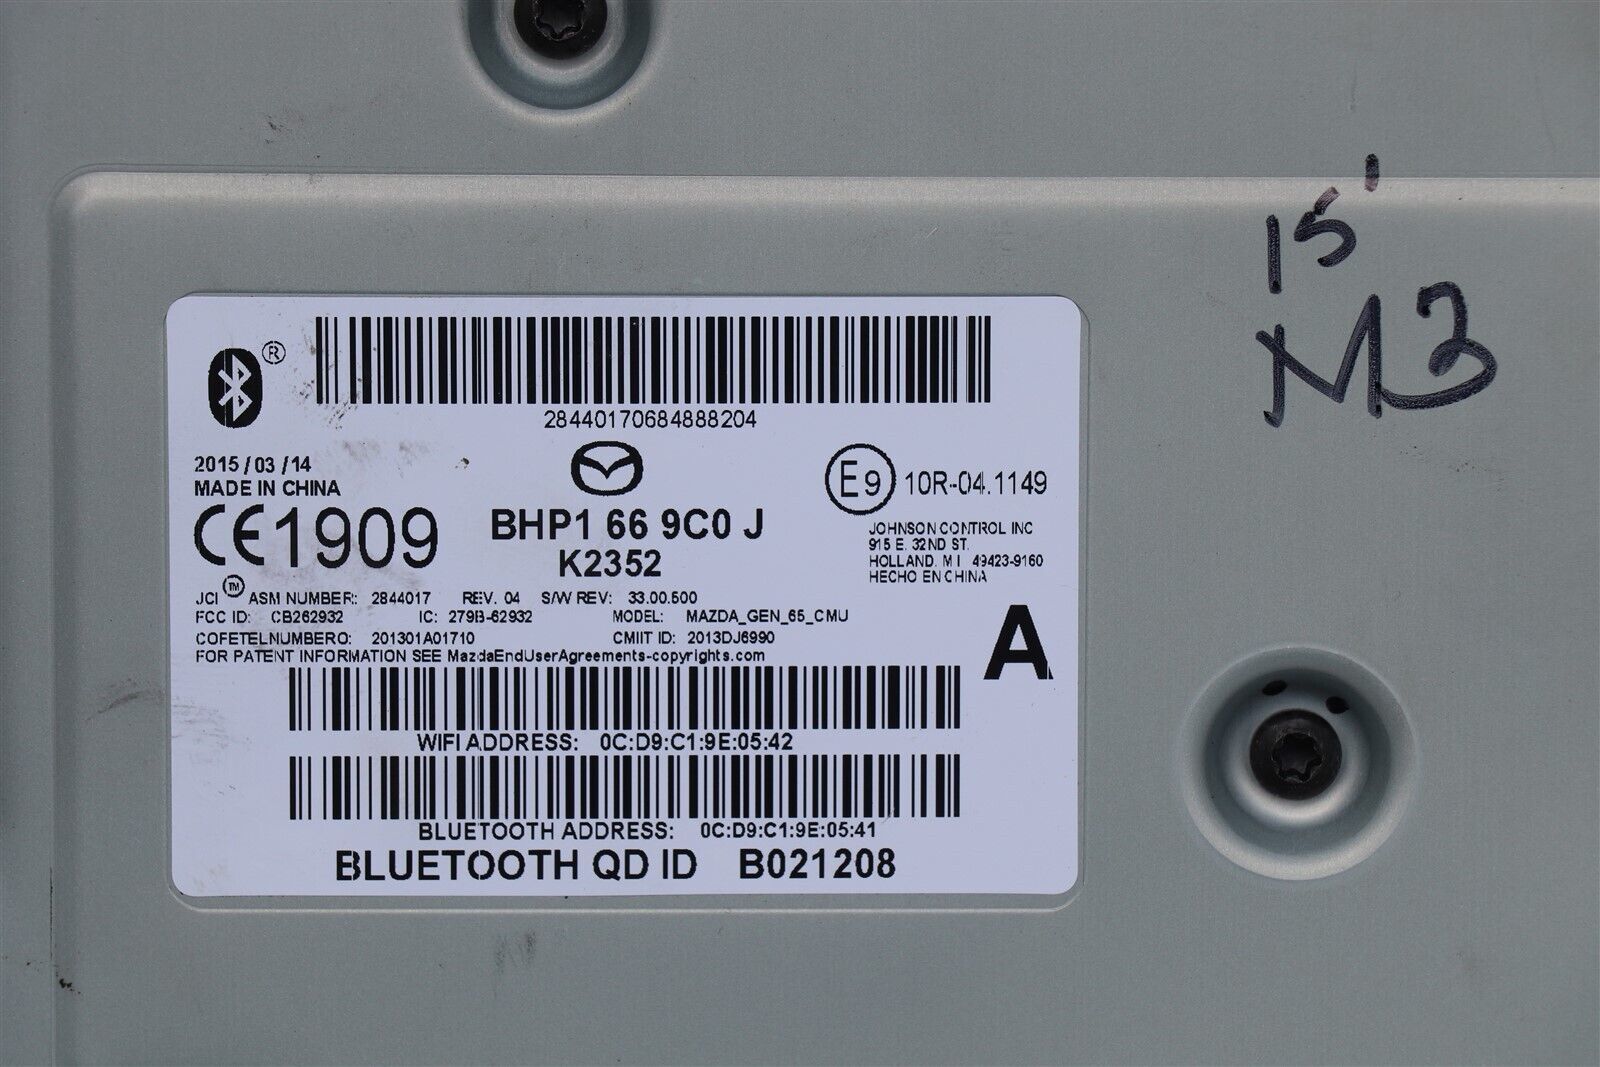 15'
M3
®
28440170684888204
2015/03/14
MADE IN CHINA
CE1909
BHP1 66 9C0 J
K2352
E9 10R-04.1149
JOHNSON CONTROL INC
915 E. 32ND ST.
HOLLAND. M I 49423-9160
HECHO EN CHINA
JCI™ ASM NUMBER: 2844017 REV. 04 S/W REV: 33.00.500
FCC ID: CB262932 IC: 279B-62932 MODEL: MAZDA_GEN_65_CMU
COFETELNUMBERO: 201301A01710 CMIIT ID: 2013DJ6990
FOR PATENT INFORMATION SEE MazdaEndUserAgreements-copyrights.com
A
WIFI ADDRESS: 0C:D9:C1:9E:05:42
BLUETOOTH ADDRESS: 0C:D9:C1:9E:05:41
BLUETOOTH QD ID B021208